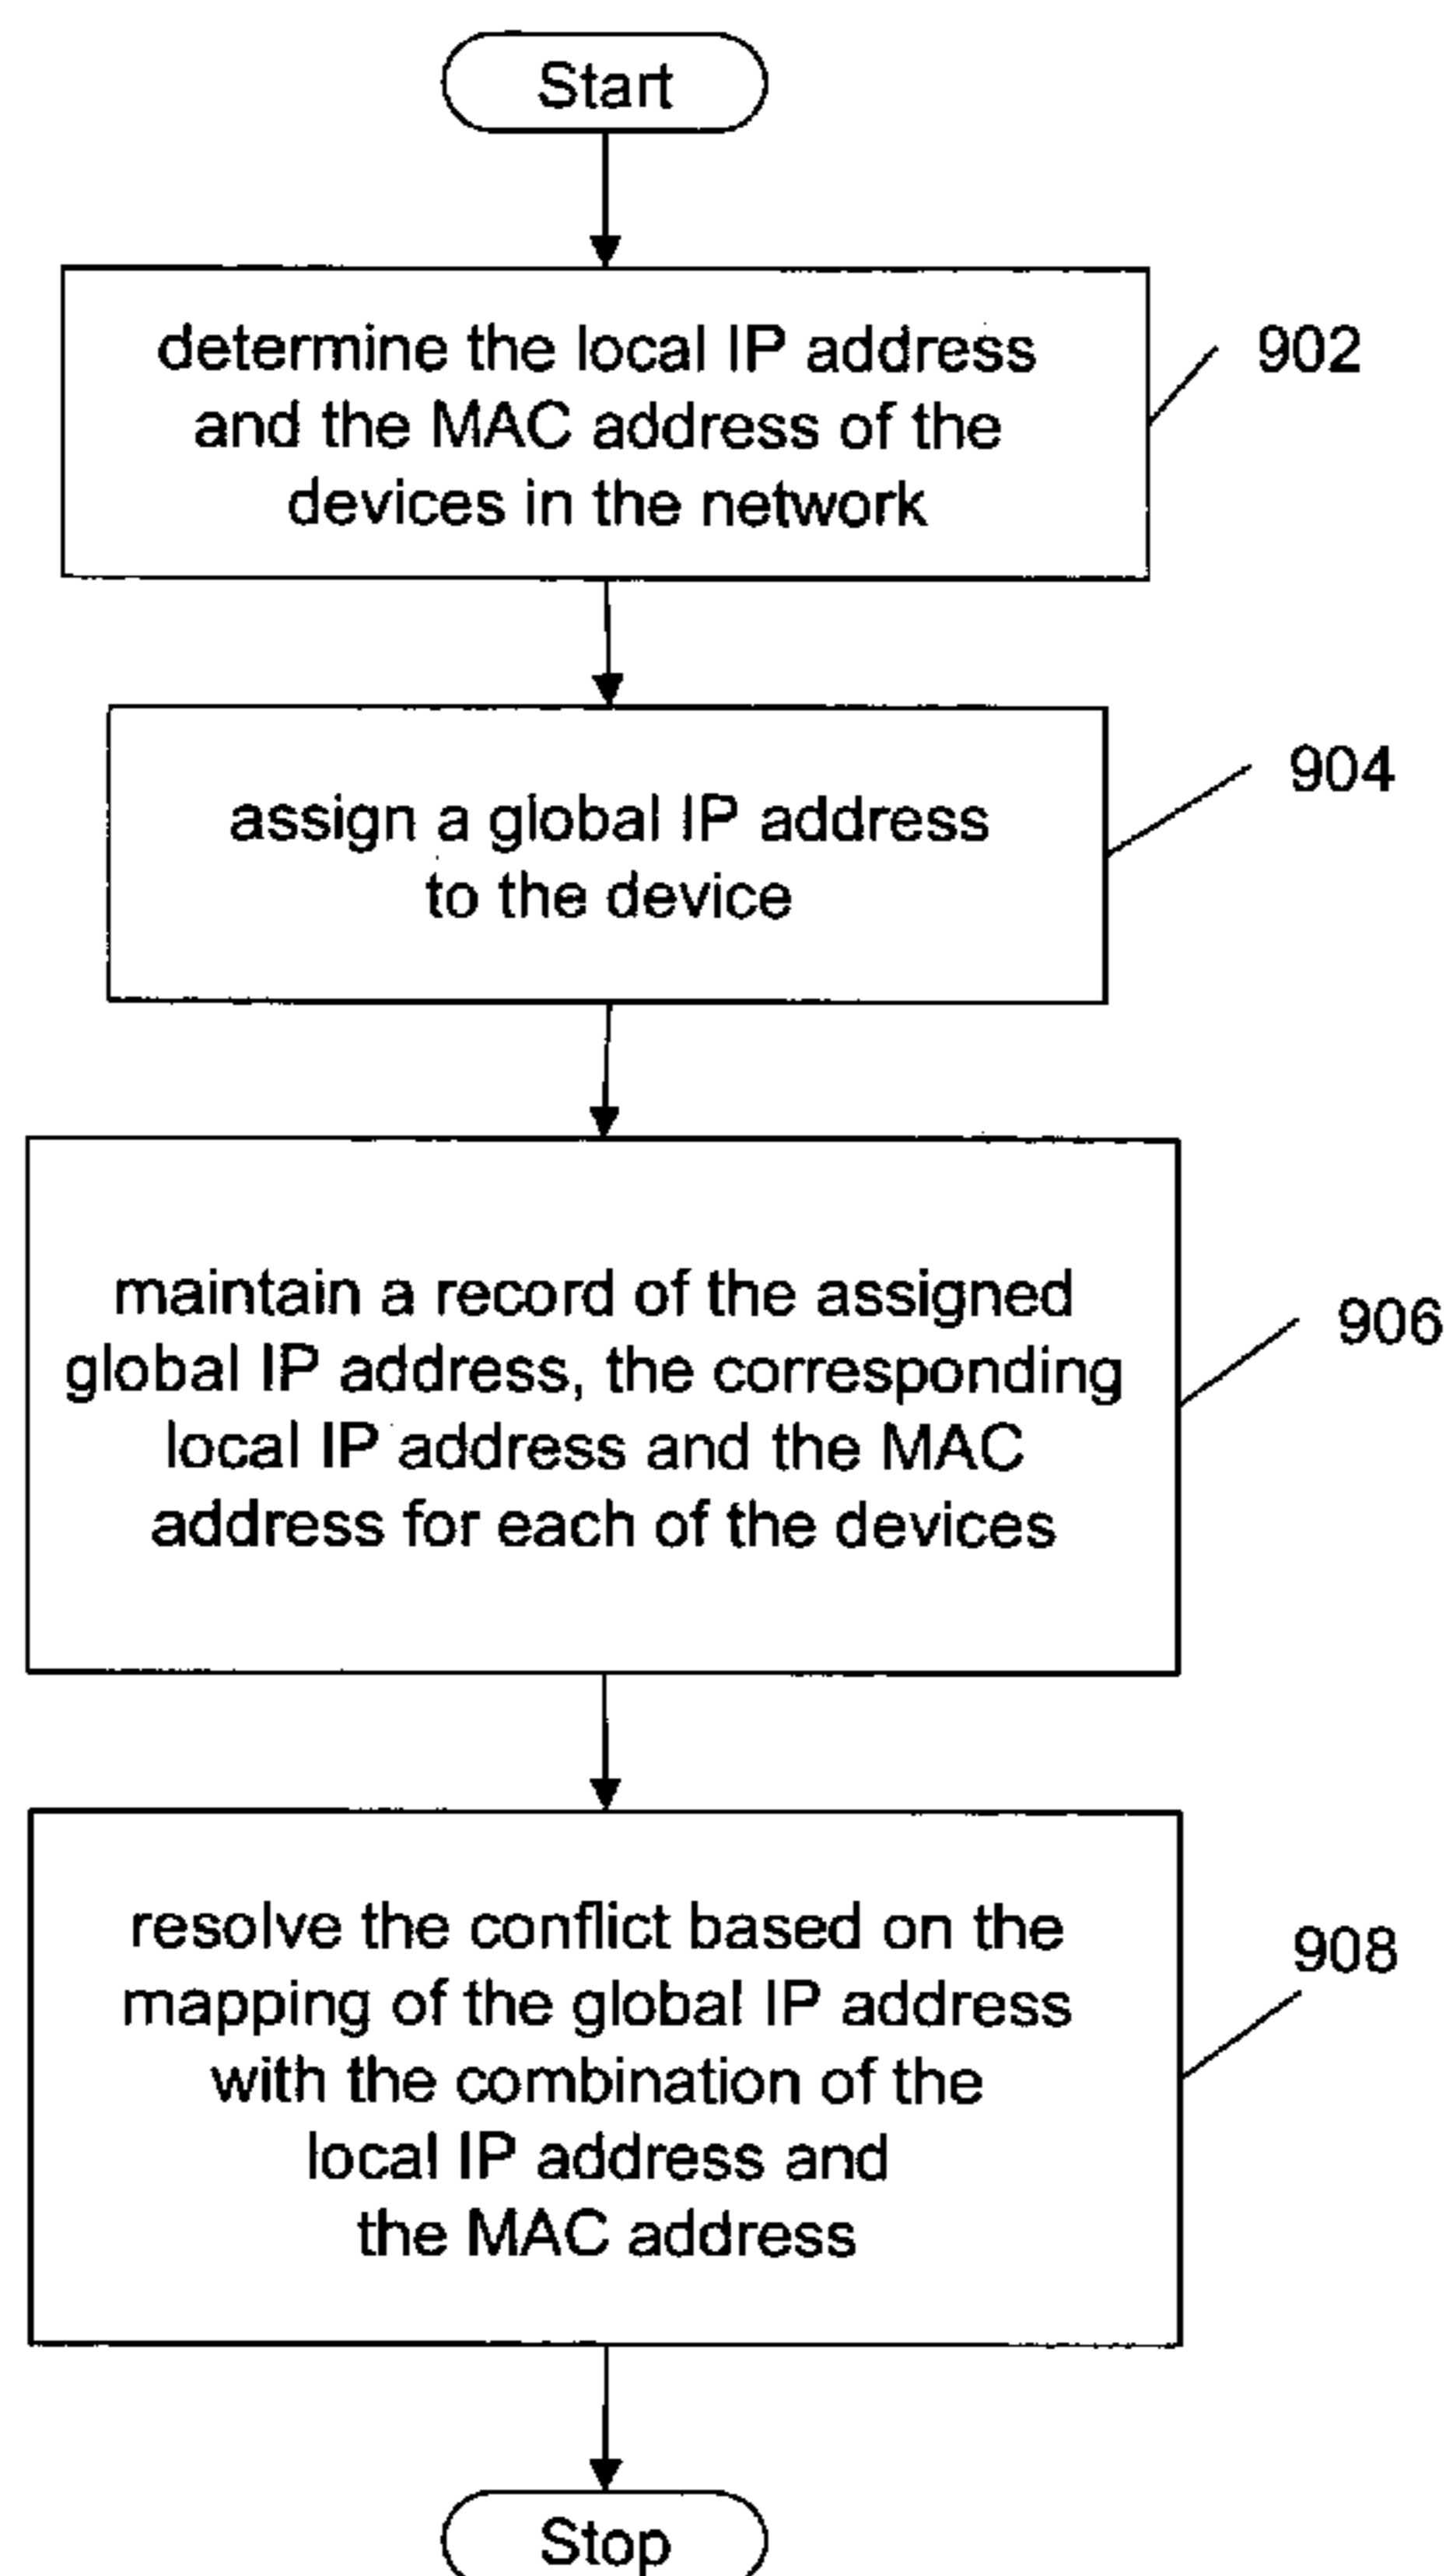 Start
determine the local IP address
and the MAC address of the
devices in the network
902
assign a global IP address
to the device
904
maintain a record of the assigned
global IP address, the corresponding
local IP address and the MAC
address for each of the devices
906
resolve the conflict based on the
mapping of the global IP address
with the combination of the
local IP address and
the MAC address
908
Stop